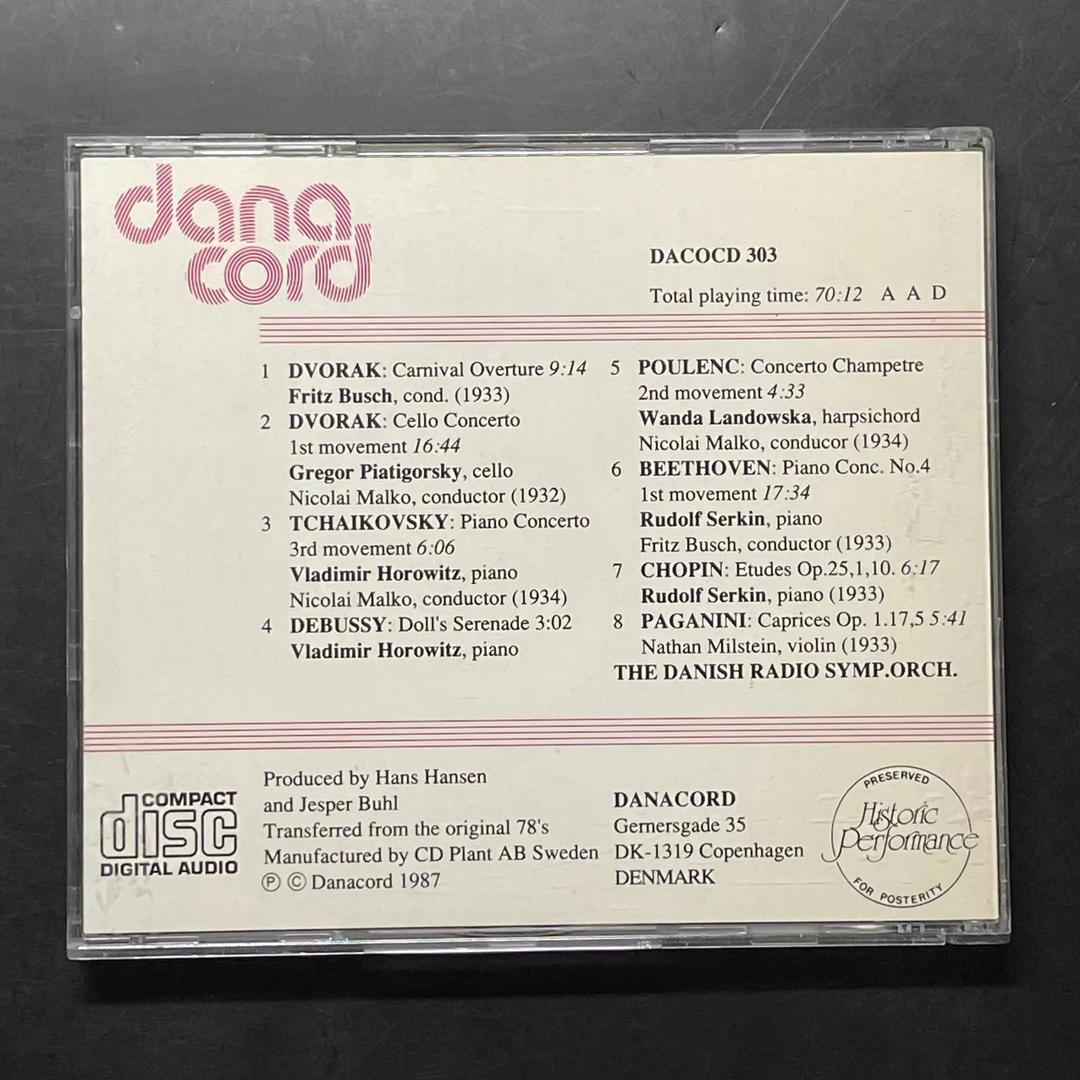 dana
cord
DACOCD 303
Total playing time: 70:12 A A D
1 DVORAK: Carnival Overture 9:14
Fritz Busch, cond. (1933)
2 DVORAK: Cello Concerto
1st movement 16:44
Gregor Piatigorsky, cello
Nicolai Malko, conductor (1932)
3 TCHAIKOVSKY: Piano Concerto
3rd movement 6:06
Vladimir Horowitz, piano
Nicolai Malko, conductor (1934)
4 DEBUSSY: Doll's Serenade 3:02
Vladimir Horowitz, piano
5 POULENC: Concerto Champetre
2nd movement 4:33
Wanda Landowska, harpsichord
Nicolai Malko, conducor (1934)
6 BEETHOVEN: Piano Conc. No.4
1st movement 17:34
Rudolf Serkin, piano
Fritz Busch, conductor (1933)
7 CHOPIN: Etudes Op.25,1,10. 6:17
Rudolf Serkin, piano (1933)
8 PAGANINI: Caprices Op. 1.17,5 5:41
Nathan Milstein, violin (1933)
THE DANISH RADIO SYMP.ORCH.
COMPACT
disc
DIGITAL AUDIO
Produced by Hans Hansen
and Jesper Buhl
Transferred from the original 78's
Manufactured by CD Plant AB Sweden
Ⓟ © Danacord 1987
DANACORD
Gernersgade 35
DK-1319 Copenhagen
DENMARK
PRESERVED
Historic
Performance
FOR POSTERITY